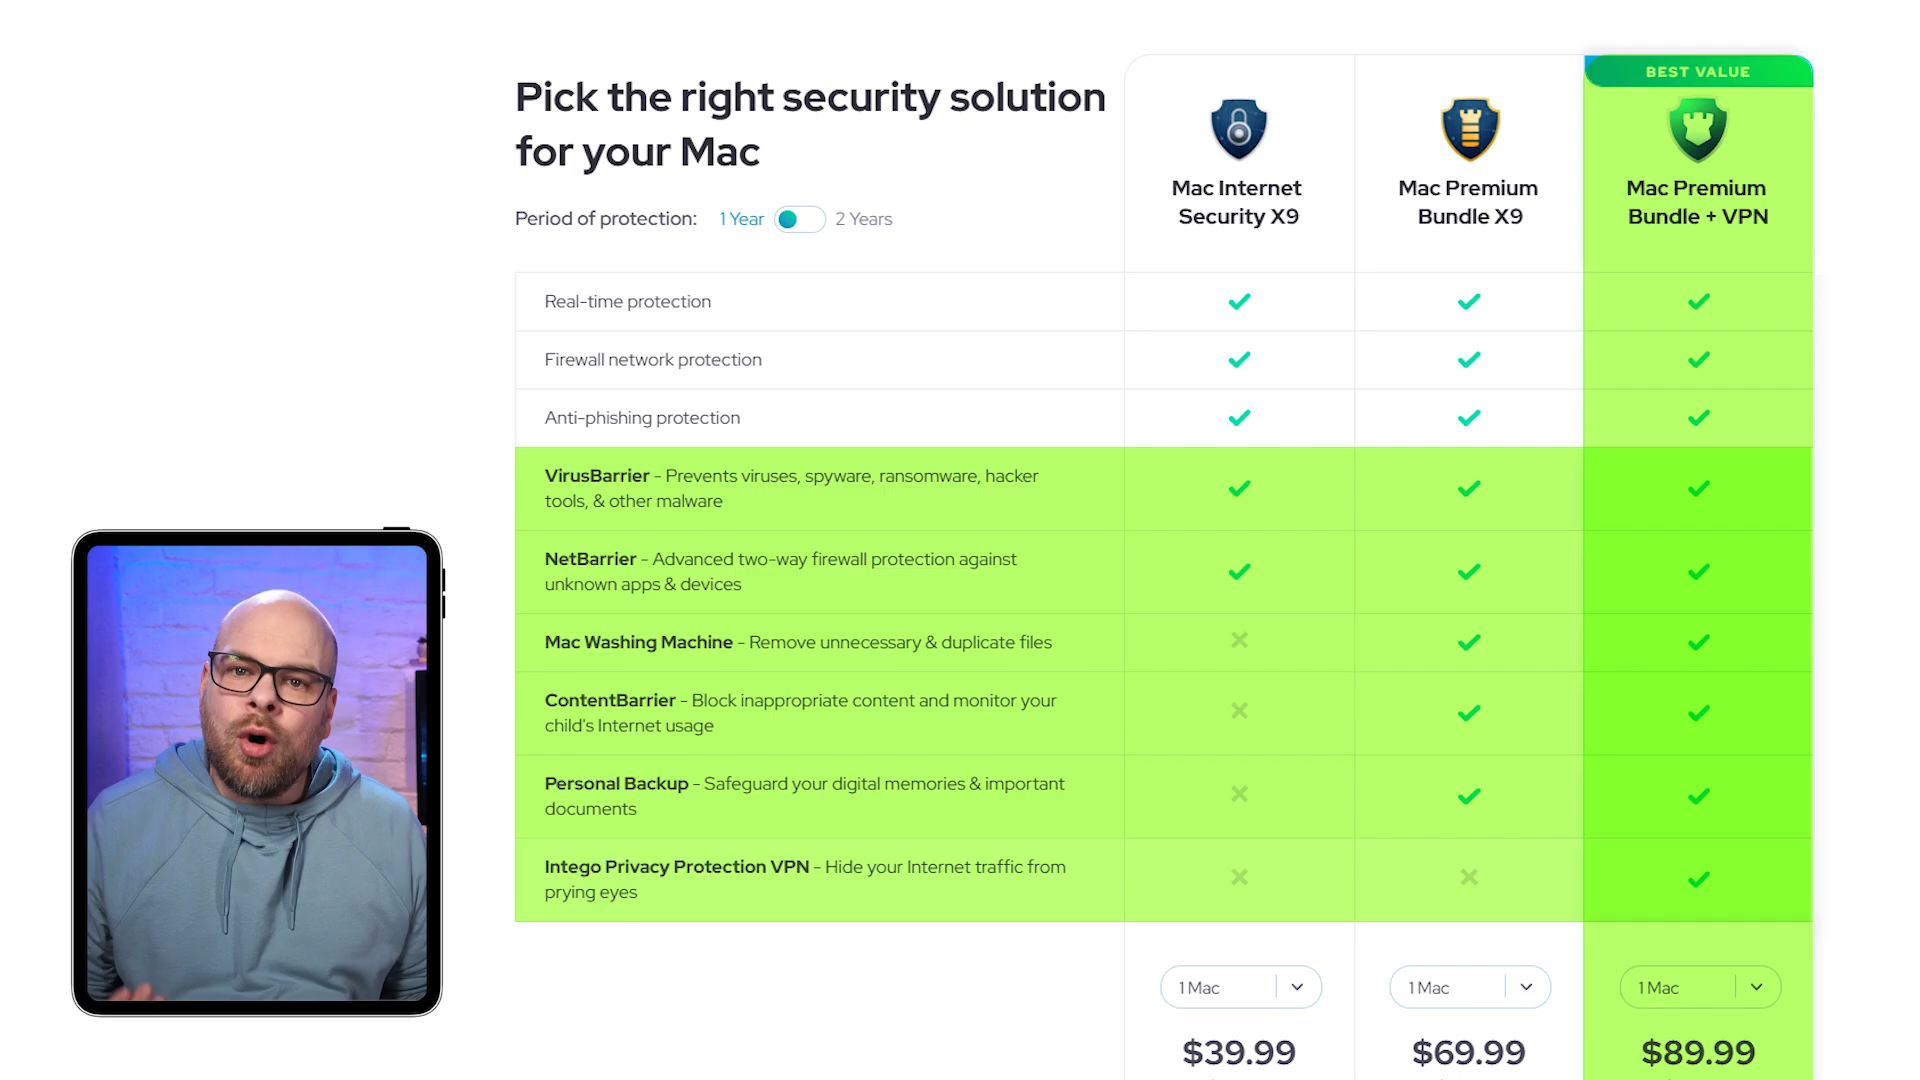 BEST VALUE
Pick the right security solution
for your Mac
Period of protection: 1 Year 2 Years
Mac Internet
Security X9
Mac Premium
Bundle X9
Mac Premium
Bundle + VPN
Real-time protection
Firewall network protection
Anti-phishing protection
VirusBarrier - Prevents viruses, spyware, ransomware, hacker
tools, & other malware
NetBarrier - Advanced two-way firewall protection against
unknown apps & devices
Mac Washing Machine - Remove unnecessary & duplicate files
ContentBarrier - Block inappropriate content and monitor your
child's Internet usage
Personal Backup - Safeguard your digital memories & important
documents
Intego Privacy Protection VPN - Hide your Internet traffic from
prying eyes
1 Mac 1 Mac 1 Mac
$39.99 $69.99 $89.99